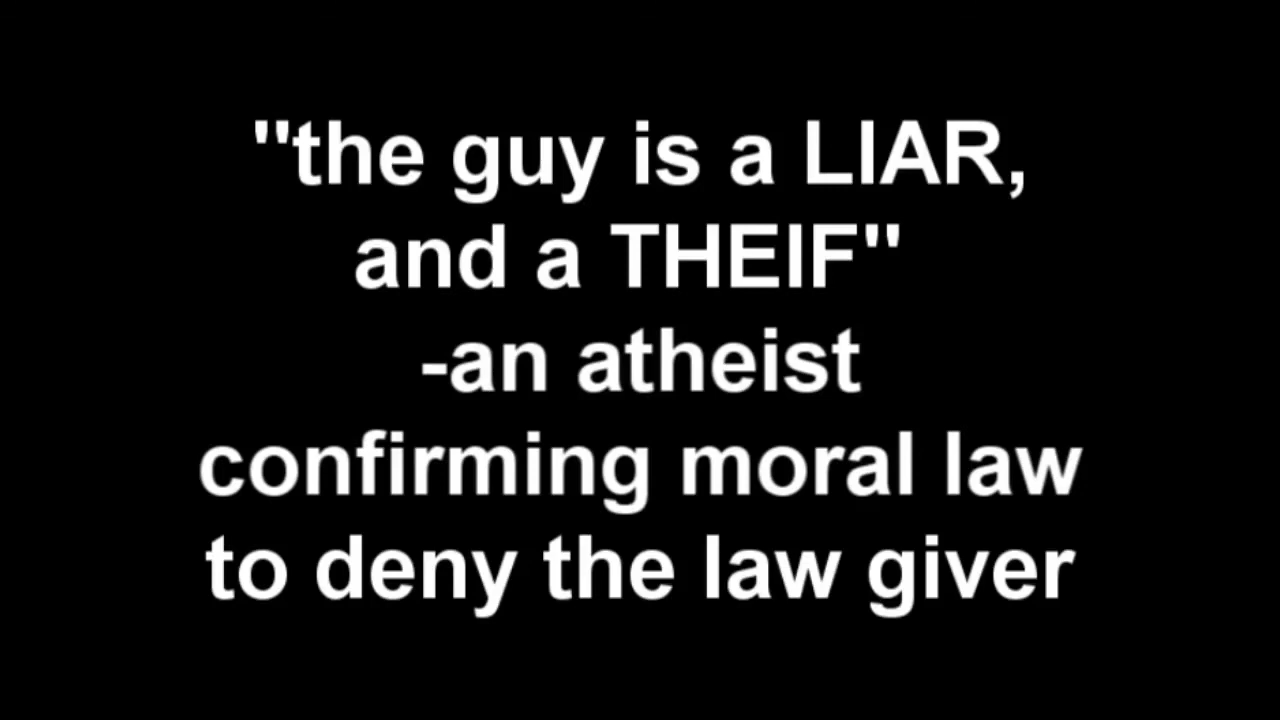 "the guy is a LIAR,
and a THEIF"
-an atheist
confirming moral law
to deny the law giver